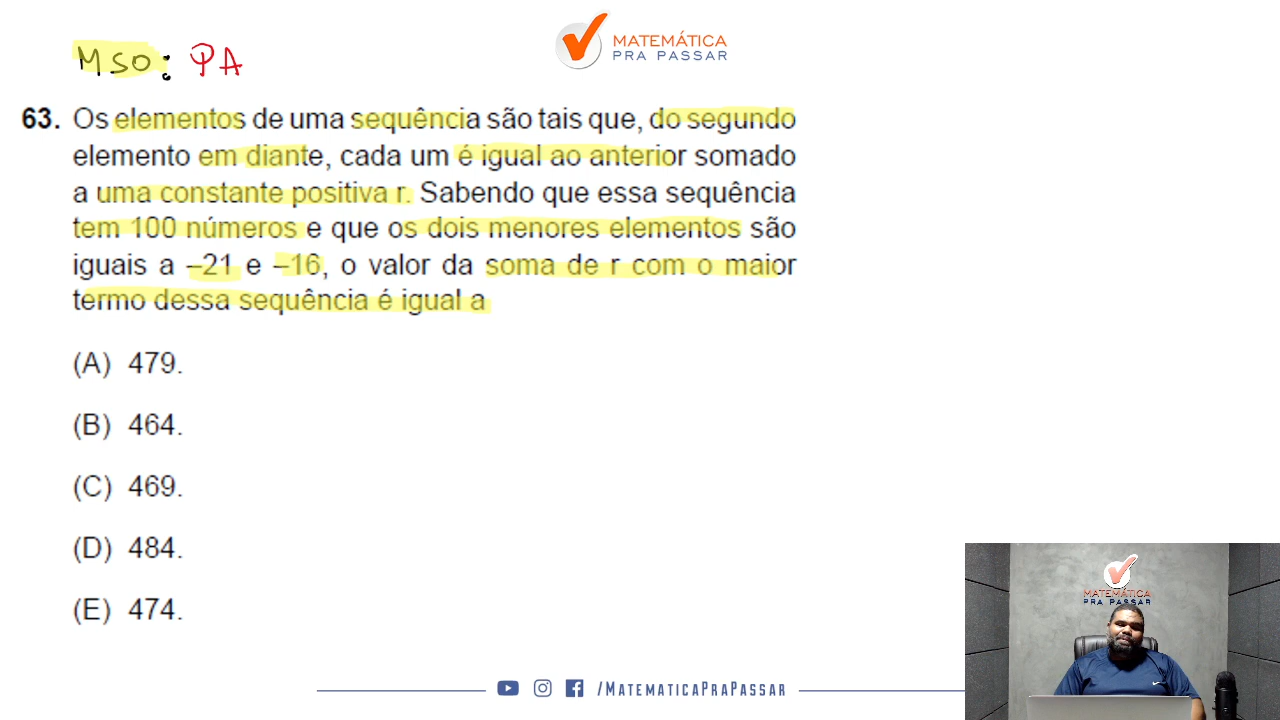 MATEMÁTICA
PRA PASSAR
MSO: PA
63. Os elementos de uma sequência são tais que, do segundo
elemento em diante, cada um é igual ao anterior somado
a uma constante positiva r. Sabendo que essa sequência
tem 100 números e que os dois menores elementos são
iguais a –21 e –16, o valor da soma de r com o maior
termo dessa sequência é igual a
(A) 479.
(B) 464.
(C) 469.
(D) 484.
(E) 474.
MATEMÁTICA
PRA PASSAR
/MATEMATICAPRAPASSAR